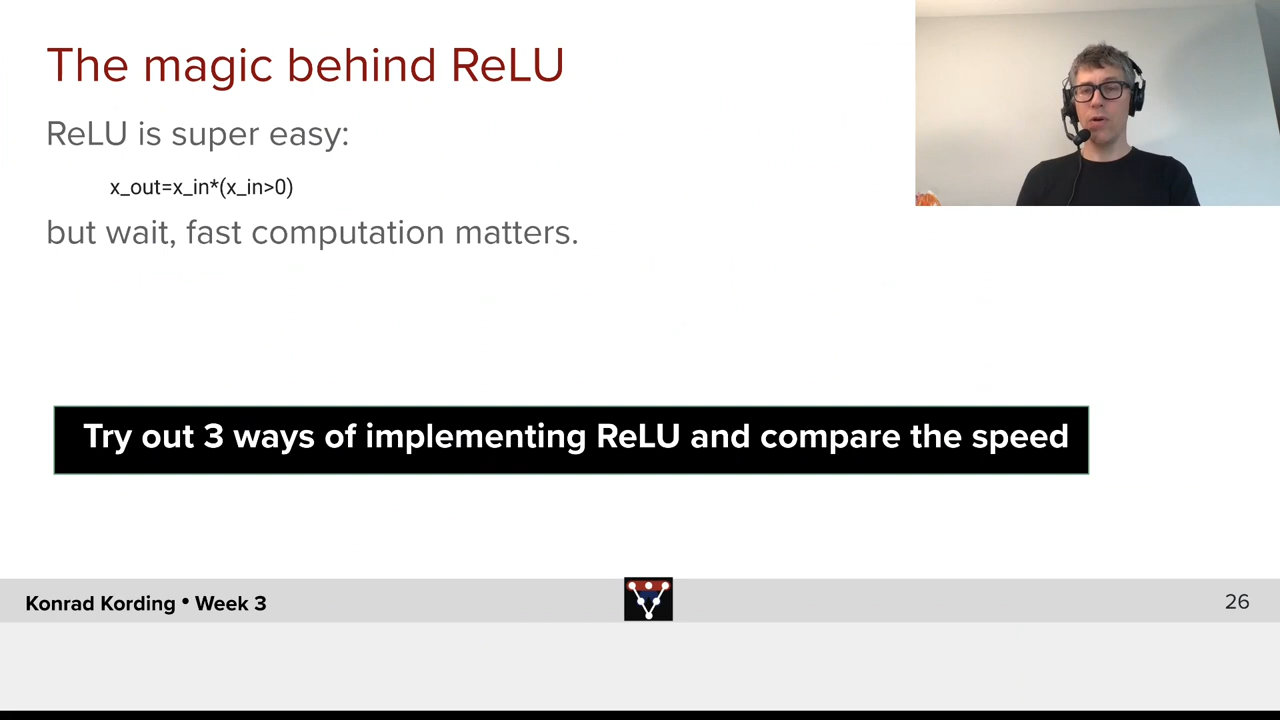 The magic behind ReLU
ReLU is super easy:
x_out=x_in*(x_in>0)
but wait, fast computation matters.
Try out 3 ways of implementing ReLU and compare the speed
Konrad Kording • Week 3
26